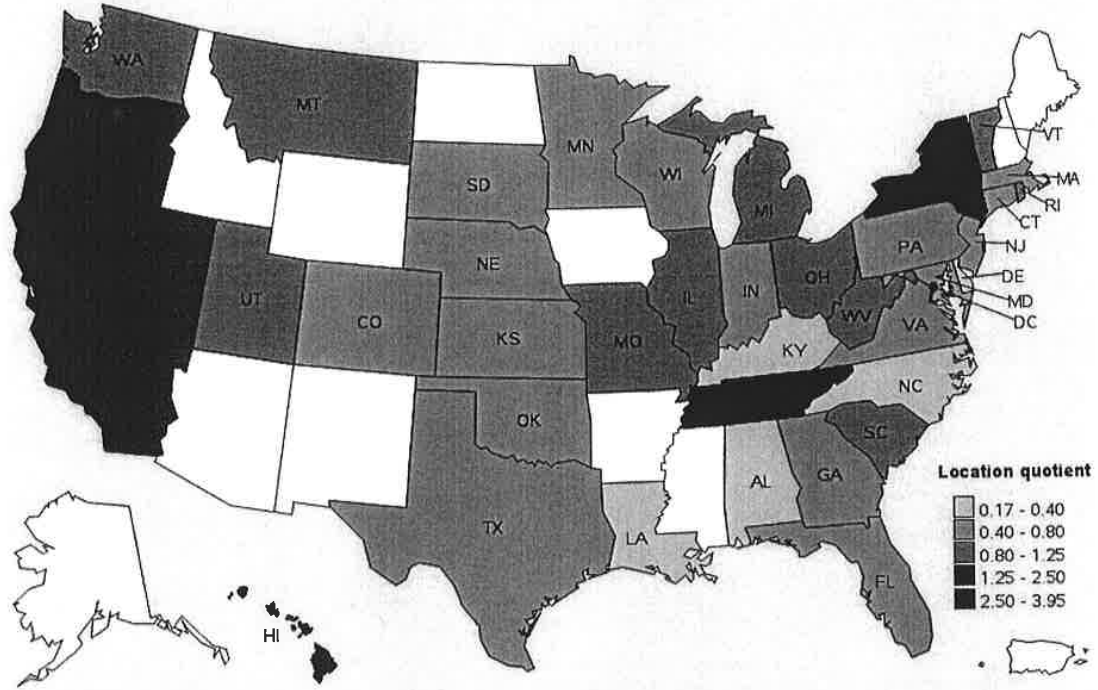 WA
MT
MN
VT
SD
WI
MA
MI
RI
CT
PA
NJ
NE
OH
DE
UT
IL
IN
MD
CO
WV
VA
DC
KS
MO
KY
NC
OK
SC
AL
GA
TX
LA
FL
HI
Location quotient
0.17 - 0.40
0.40 - 0.80
0.80 - 1.25
1.25 - 2.50
2.50 - 3.95